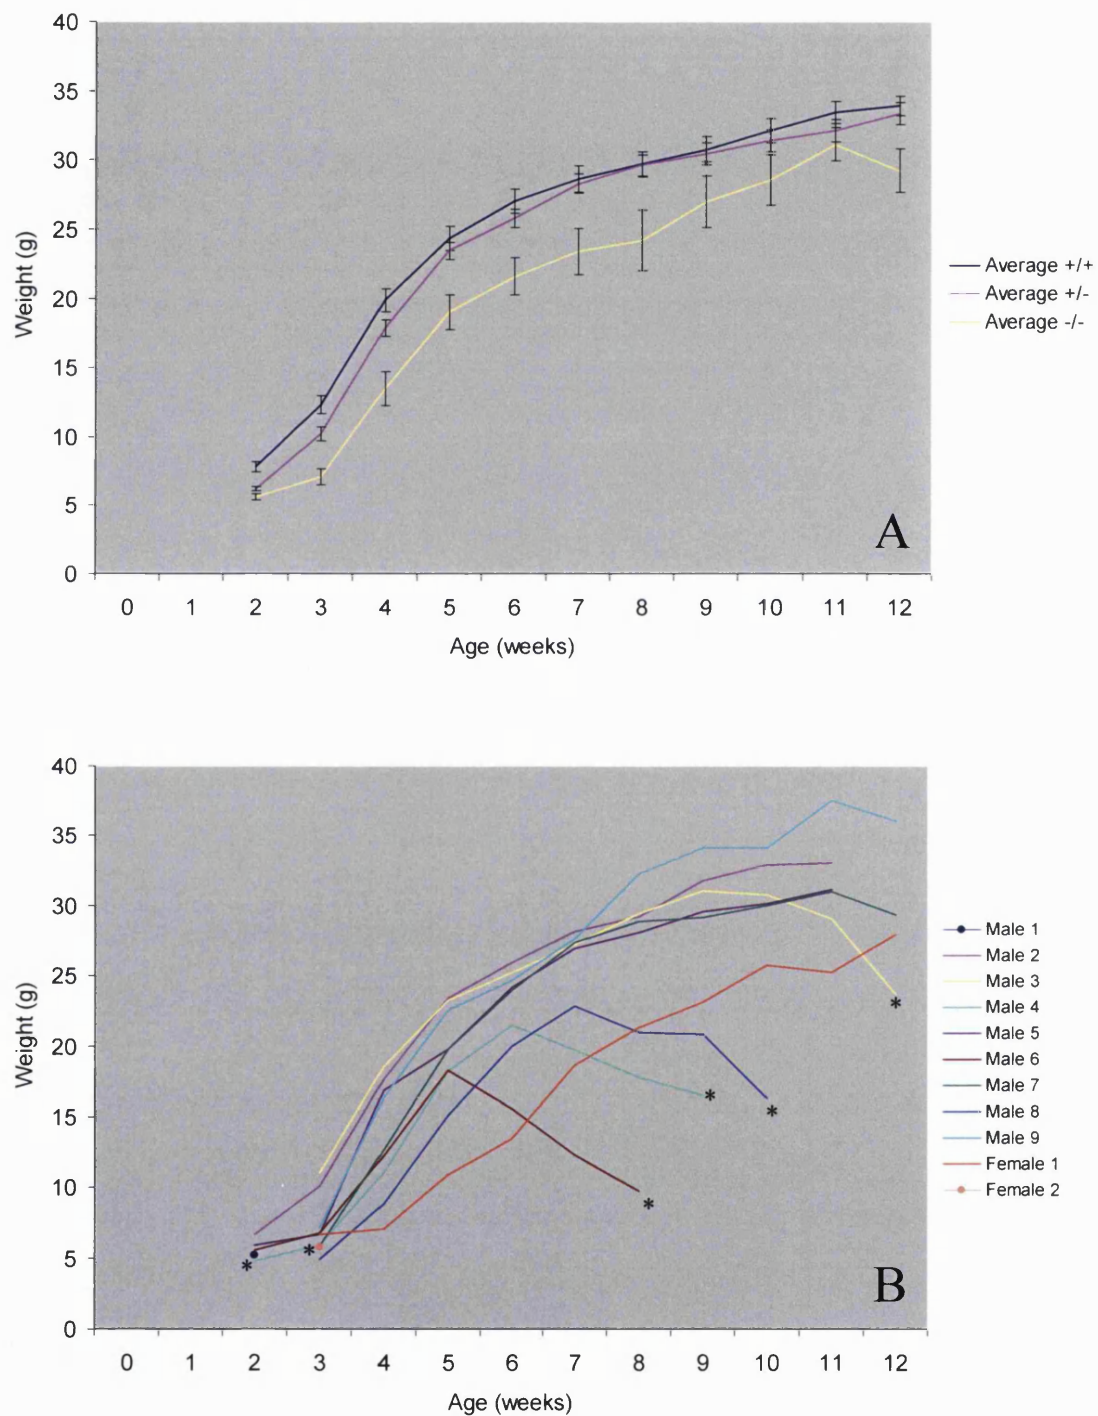 40
35
30
25
20
15
10
5
0
Weight (g)
0 1 2 3 4 5 6 7 8 9 10 11 12
Age (weeks)
Average +/+
Average +/-
Average -/-
A
40
35
30
25
20
15
10
5
0
Weight (g)
* * * * * *
0 1 2 3 4 5 6 7 8 9 10 11 12
Age (weeks)
Male 1
Male 2
Male 3
Male 4
Male 5
Male 6
Male 7
Male 8
Male 9
Female 1
Female 2
B